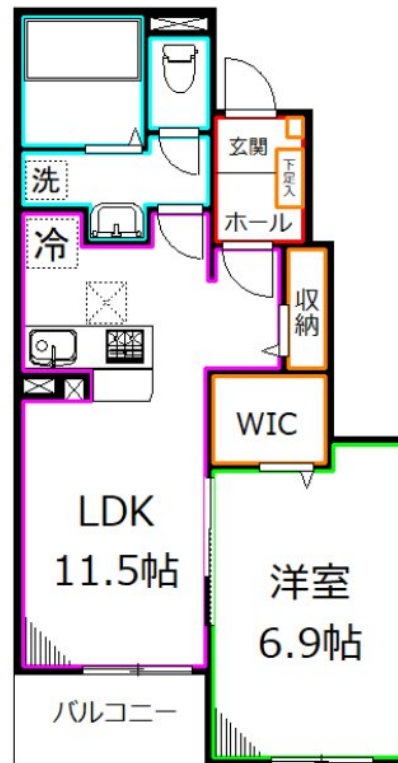 玄関
下足入
洗
ホール
冷
収納
WIC
LDK
11.5帖
洋室
6.9帖
バルコニー